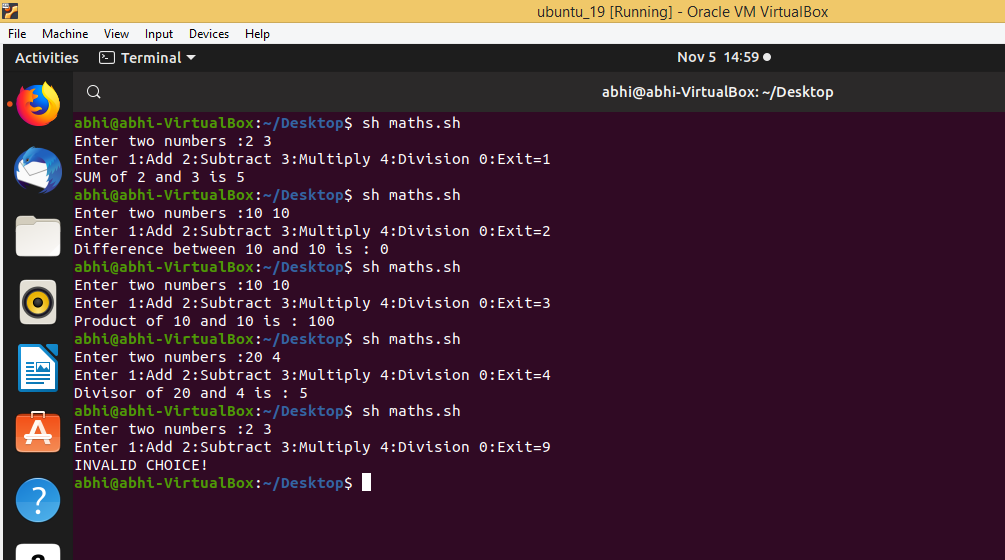 ubuntu_19 [Running] - Oracle VM VirtualBox
File Machine View Input Devices Help
Activities Terminal Nov 5 14:59
abhi@abhi-VirtualBox: ~/Desktop
abhi@abhi-VirtualBox:~/Desktop$ sh maths.sh
Enter two numbers :2 3
Enter 1:Add 2:Subtract 3:Multiply 4:Division 0:Exit=1
SUM of 2 and 3 is 5
abhi@abhi-VirtualBox:~/Desktop$ sh maths.sh
Enter two numbers :10 10
Enter 1:Add 2:Subtract 3:Multiply 4:Division 0:Exit=2
Difference between 10 and 10 is : 0
abhi@abhi-VirtualBox:~/Desktop$ sh maths.sh
Enter two numbers :10 10
Enter 1:Add 2:Subtract 3:Multiply 4:Division 0:Exit=3
Product of 10 and 10 is : 100
abhi@abhi-VirtualBox:~/Desktop$ sh maths.sh
Enter two numbers :20 4
Enter 1:Add 2:Subtract 3:Multiply 4:Division 0:Exit=4
Divisor of 20 and 4 is : 5
abhi@abhi-VirtualBox:~/Desktop$ sh maths.sh
Enter two numbers :2 3
Enter 1:Add 2:Subtract 3:Multiply 4:Division 0:Exit=9
INVALID CHOICE!
abhi@abhi-VirtualBox:~/Desktop$